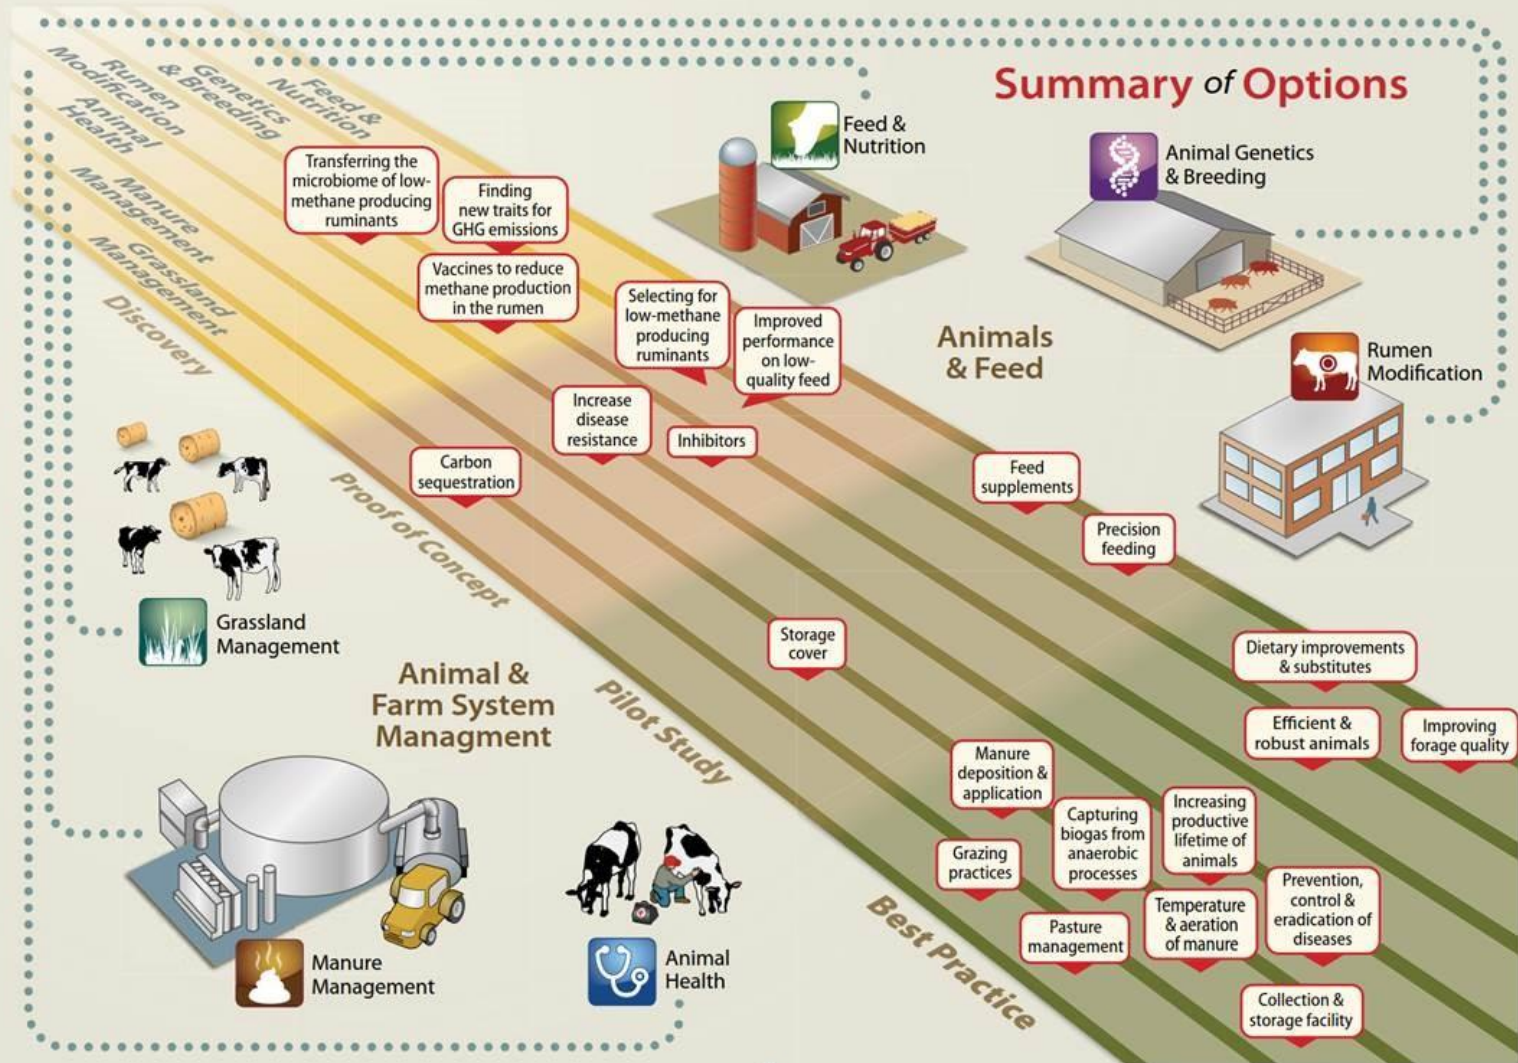 Summary of Options
Feed &
Nutrition
Genetics
& Breeding
Rumen
Modification
Animal
Health
Manure
Management
Grassland
Management
Discovery
Proof of Concept
Pilot Study
Best Practice
Transferring the
microbiome of low-
methane producing
ruminants
Finding
new traits for
GHG emissions
Vaccines to reduce
methane production
in the rumen
Selecting for
low-methane
producing
ruminants
Improved
performance
on low-
quality feed
Increase
disease
resistance
Inhibitors
Carbon
sequestration
Feed
supplements
Precision
feeding
Storage
cover
Dietary improvements
& substitutes
Efficient &
robust animals
Improving
forage quality
Manure
deposition &
application
Capturing
biogas from
anaerobic
processes
Increasing
productive
lifetime of
animals
Grazing
practices
Pasture
management
Temperature
& aeration
of manure
Prevention,
control &
eradication of
diseases
Collection &
storage facility
Feed &
Nutrition
Animal Genetics
& Breeding
Rumen
Modification
Animals
& Feed
Grassland
Management
Animal &
Farm System
Managment
Manure
Management
Animal
Health